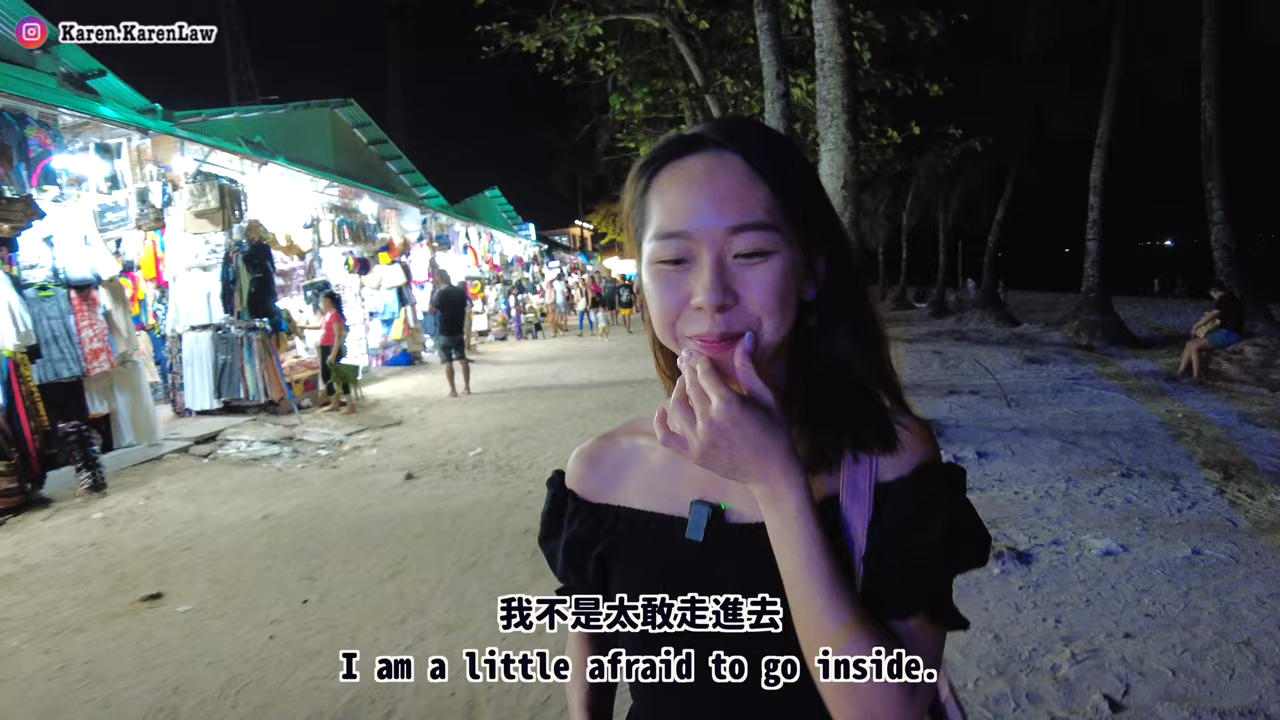 Karen.KarenLaw
我不是太敢走進去
I am a little afraid to go inside.